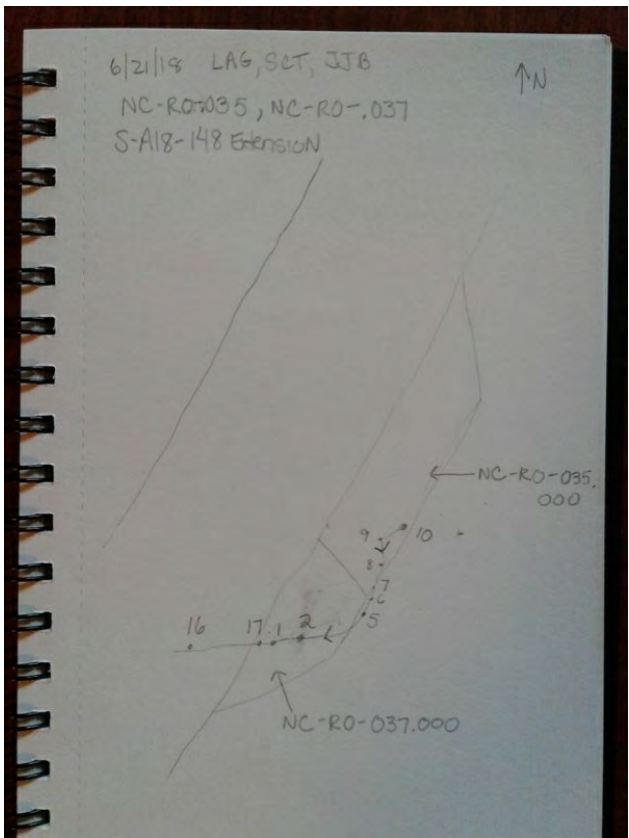 6/21/18 LAG, SCT, JJB
↑N
NC-RO-035, NC-RO-.037
S-A18-148 Extension
←NC-RO-035.
000
9 10
8
7
6
5
16 17 1 2
NC-RO-037.000